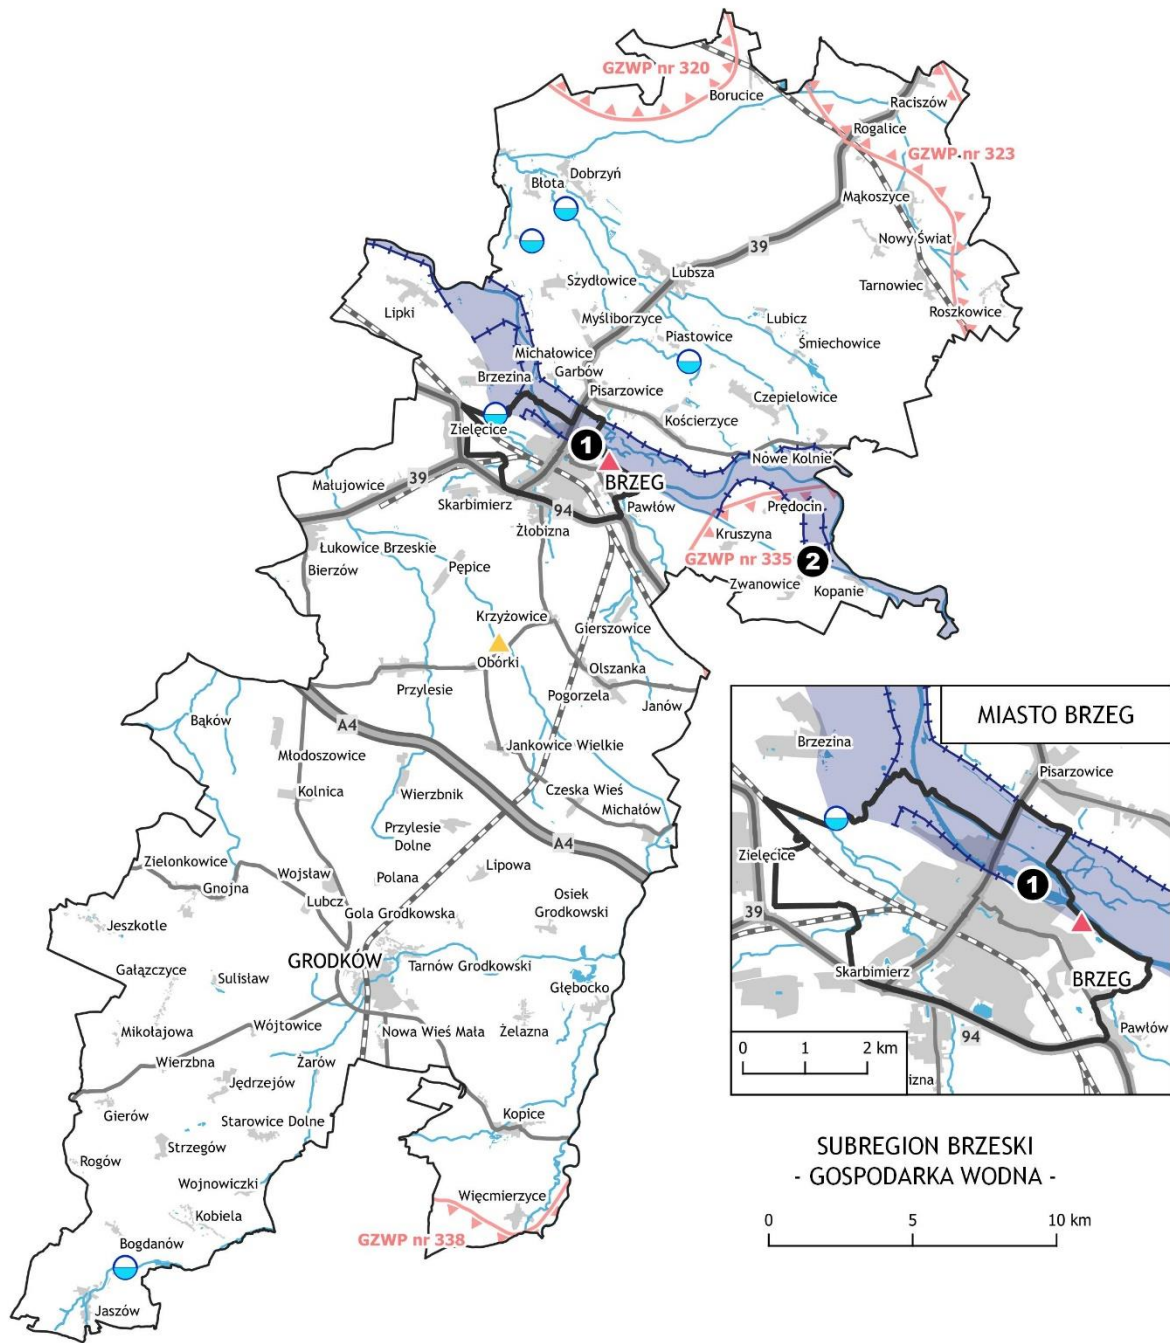 GZWP nr 320
Borucice
Raciszów
Rogalice
GZWP nr 323
Dobrzyń
Błota
Mąkoszyce
Nowy Świat
39
Lubsza
Szydłowice
Tarnowiec
Roszkowice
Lipki
Myśliborzyce
Lubicz
Piastowice
Śmiechowice
Michałowice
Garbów
Brzezina
Pisarzowice
Czepielowice
Kościerzyce
Zielęcice
1
Nowe Kolnie
39
Małujowice
Skarbimierz
BRZEG
94
Pawłów
Prędocin
Żłobizna
Kruszyna
Łukowice Brzeskie
GZWP nr 335
2
Bierzów
Pępice
Zwanowice
Kopanie
Krzyżowice
Gierszowice
Obórki
Olszanka
Przylesie
Pogorzela
Janów
Bąków
A4
Młodoszowice
Jankowice Wielkie
Kolnica
Wierzbnik
Czeska Wieś
Michałów
Przylesie
Dolne
A4
Zielonkowice
Wojsław
Lipowa
Gnojna
Polana
Lubcz
Osiek
Grodkowski
Gola Grodkowska
Jeszkotle
GRODKÓW
Tarnów Grodkowski
Gałązczyce
Sulisław
Głębocko
Mikołajowa
Wójtowice
Nowa Wieś Mała
Żelazna
Wierzbna
Żarów
Jędrzejów
Gierów
Starowice Dolne
Kopice
Strzegów
Rogów
Wojnowiczki
Więcmierzyce
Kobiela
GZWP nr 338
Bogdanów
Jaszów
MIASTO BRZEG
Brzezina
Pisarzowice
Zielęcice
1
39
Skarbimierz
BRZEG
Pawłów
94
0 1 2 km
izna
SUBREGION BRZESKI
- GOSPODARKA WODNA -
0 5 10 km